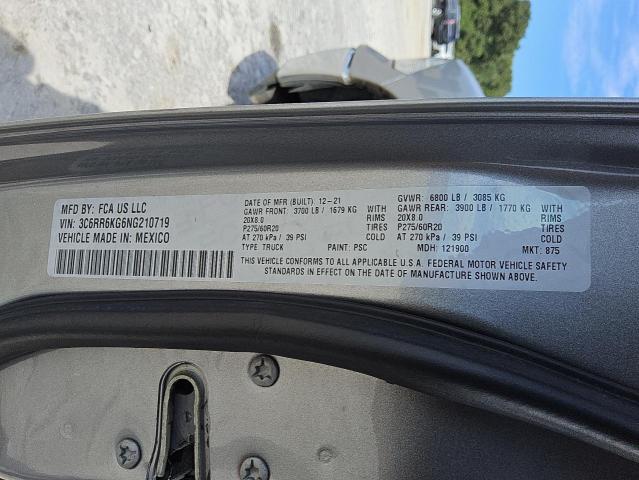 MFD BY: FCA US LLC
VIN: 3C6RR6KG6NG210719
VEHICLE MADE IN: MEXICO
DATE OF MFR (BUILT): 12-21
GAWR FRONT: 3700 LB / 1679 KG WITH
20X8.0 RIMS
P275/60R20 TIRES
AT 270 kPa / 39 PSI
TYPE TRUCK PAINT: PSC
GVWR: 6800 LB / 3085 KG
GAWR REAR: 3900 LB / 1770 KG WITH
20X8.0 RIMS
P275/60R20 TIRES
AT 270 kPa / 39 PSI
MDH: 121900 MKT: 875
THIS VEHICLE CONFORMS TO ALL APPLICABLE U.S.A. FEDERAL MOTOR VEHICLE SAFETY
STANDARDS IN EFFECT ON THE DATE OF MANUFACTURE SHOWN ABOVE.